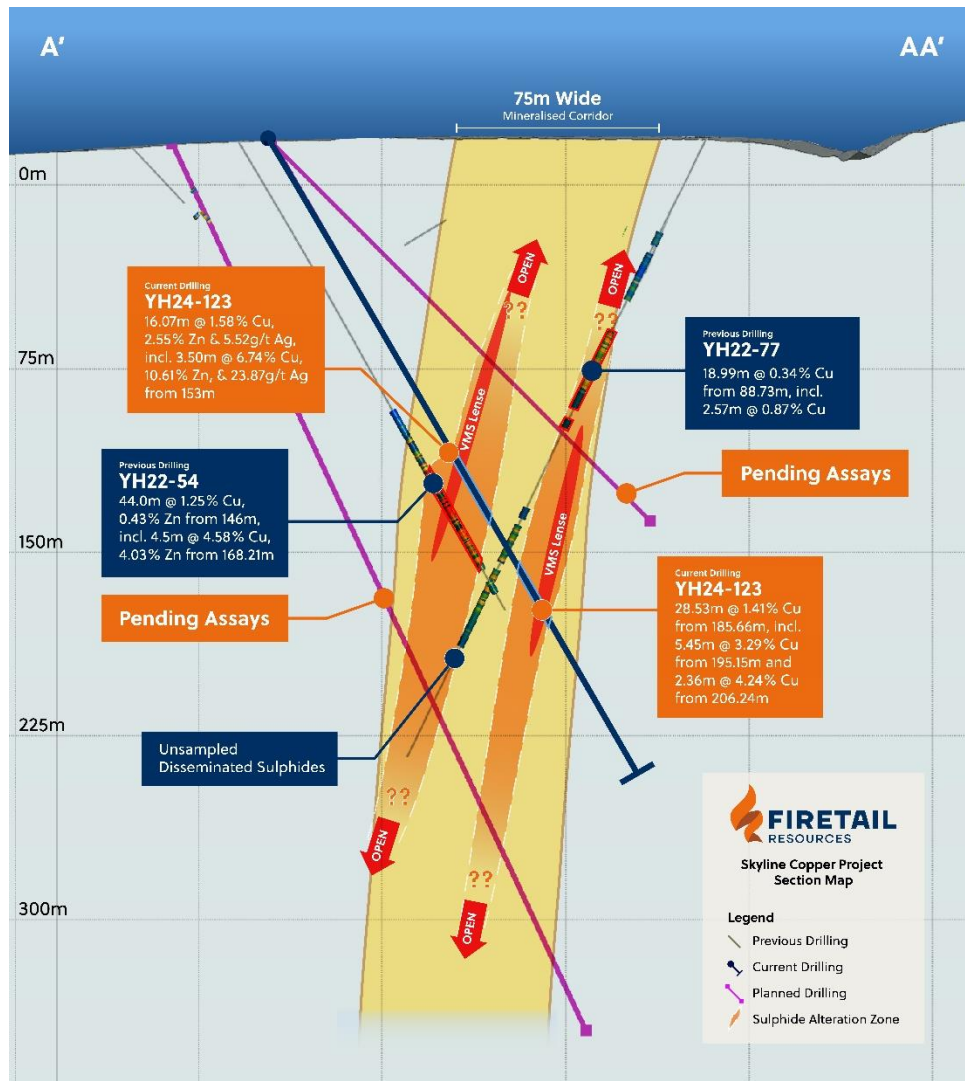 A'
AA'
75m Wide
Mineralised Corridor
0m
75m
150m
225m
300m
OPEN
??
OPEN
??
Current Drilling
YH24-123
16.07m @ 1.58% Cu,
2.55% Zn & 5.52g/t Ag,
incl. 3.50m @ 6.74% Cu,
10.61% Zn, & 23.87g/t Ag
from 153m
Previous Drilling
YH22-77
18.99m @ 0.34% Cu
from 88.73m, incl.
2.57m @ 0.87% Cu
VMS Lense
Previous Drilling
YH22-54
44.0m @ 1.25% Cu,
0.43% Zn from 146m,
incl. 4.5m @ 4.58% Cu,
4.03% Zn from 168.21m
Pending Assays
VMS Lense
Pending Assays
Current Drilling
YH24-123
28.53m @ 1.41% Cu
from 185.66m, incl.
5.45m @ 3.29% Cu
from 195.15m and
2.36m @ 4.24% Cu
from 206.24m
Unsampled
Disseminated Sulphides
??
OPEN
??
OPEN
FIRETAIL
RESOURCES
Skyline Copper Project
Section Map
Legend
Previous Drilling
Current Drilling
Planned Drilling
Sulphide Alteration Zone